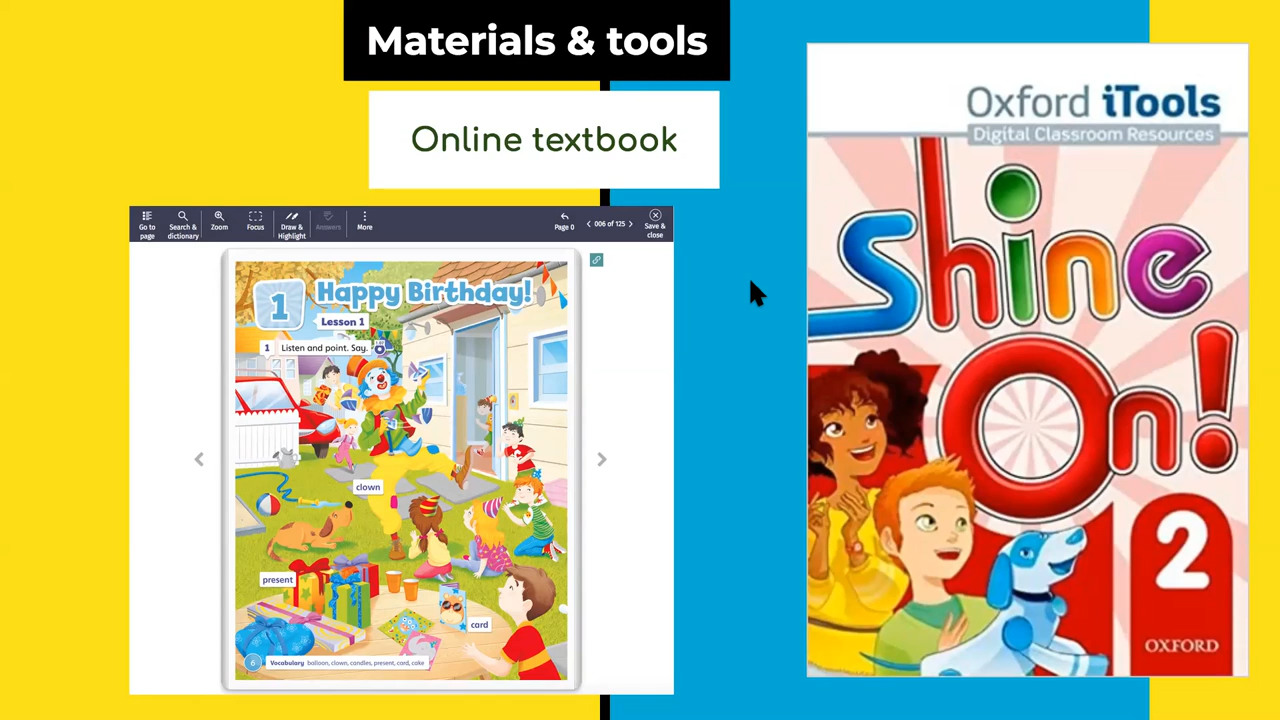 Materials & tools
Online textbook
Go to
page
Search &
dictionary
Zoom
Focus
Draw &
Highlight
Answers
More
Page 0
006 of 125
Save &
close
1
Happy Birthday!
Lesson 1
1 Listen and point. Say.
clown
present
card
6
Vocabulary balloon, clown, candles, present, card, cake
Oxford iTools
Digital Classroom Resources
Shine
On!
2
OXFORD